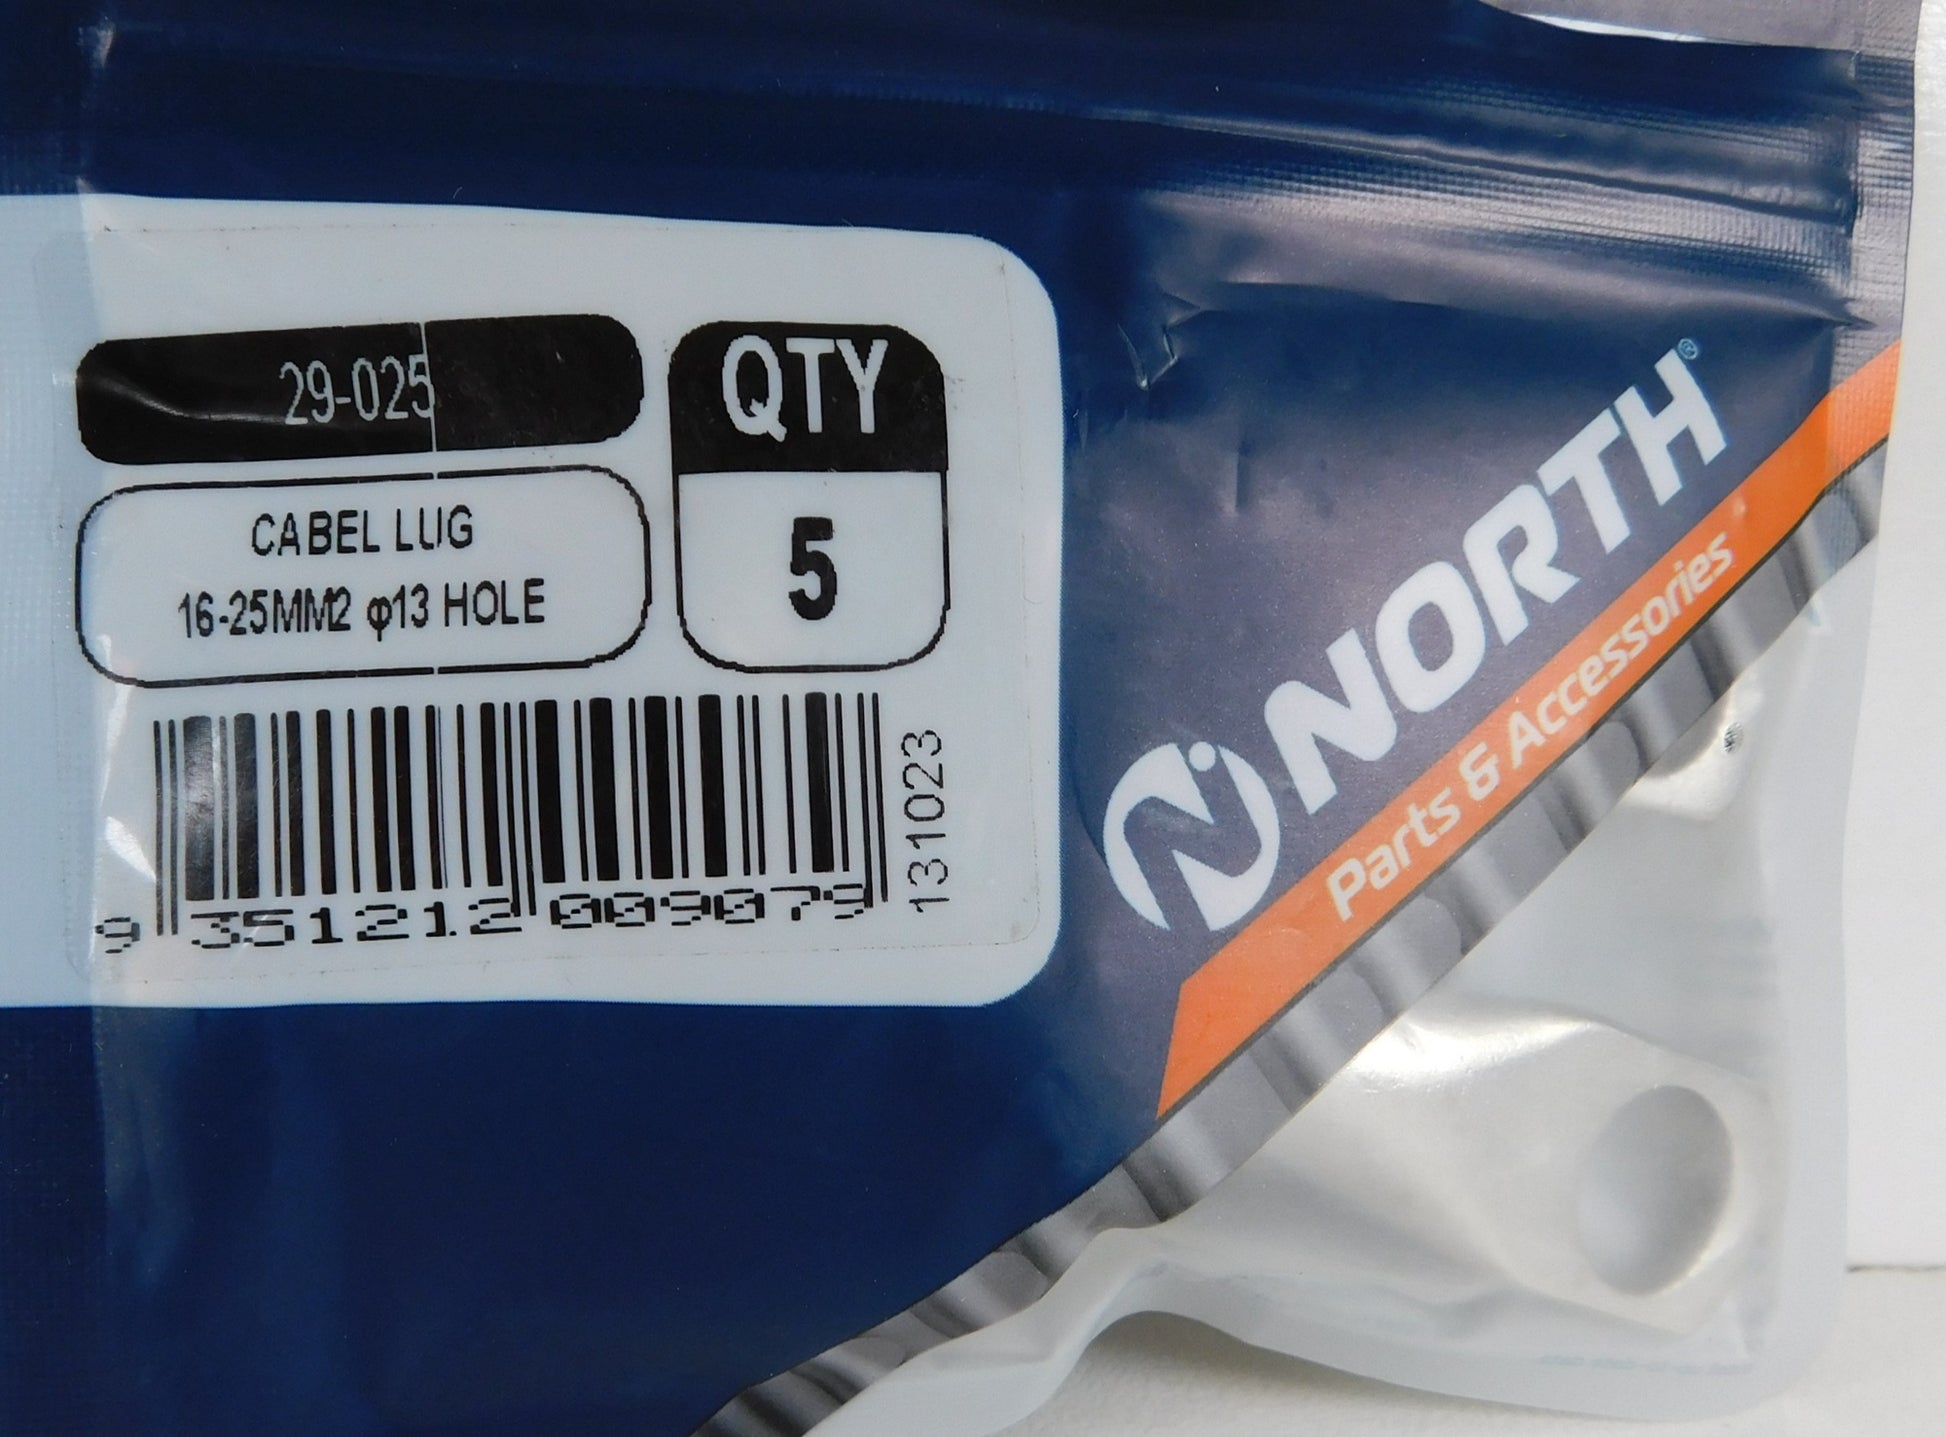 29-025
QTY
CABEL LUG
16-25MM2 φ13 HOLE
5
9 351212 009079
131023
NORTH®
Parts & Accessories